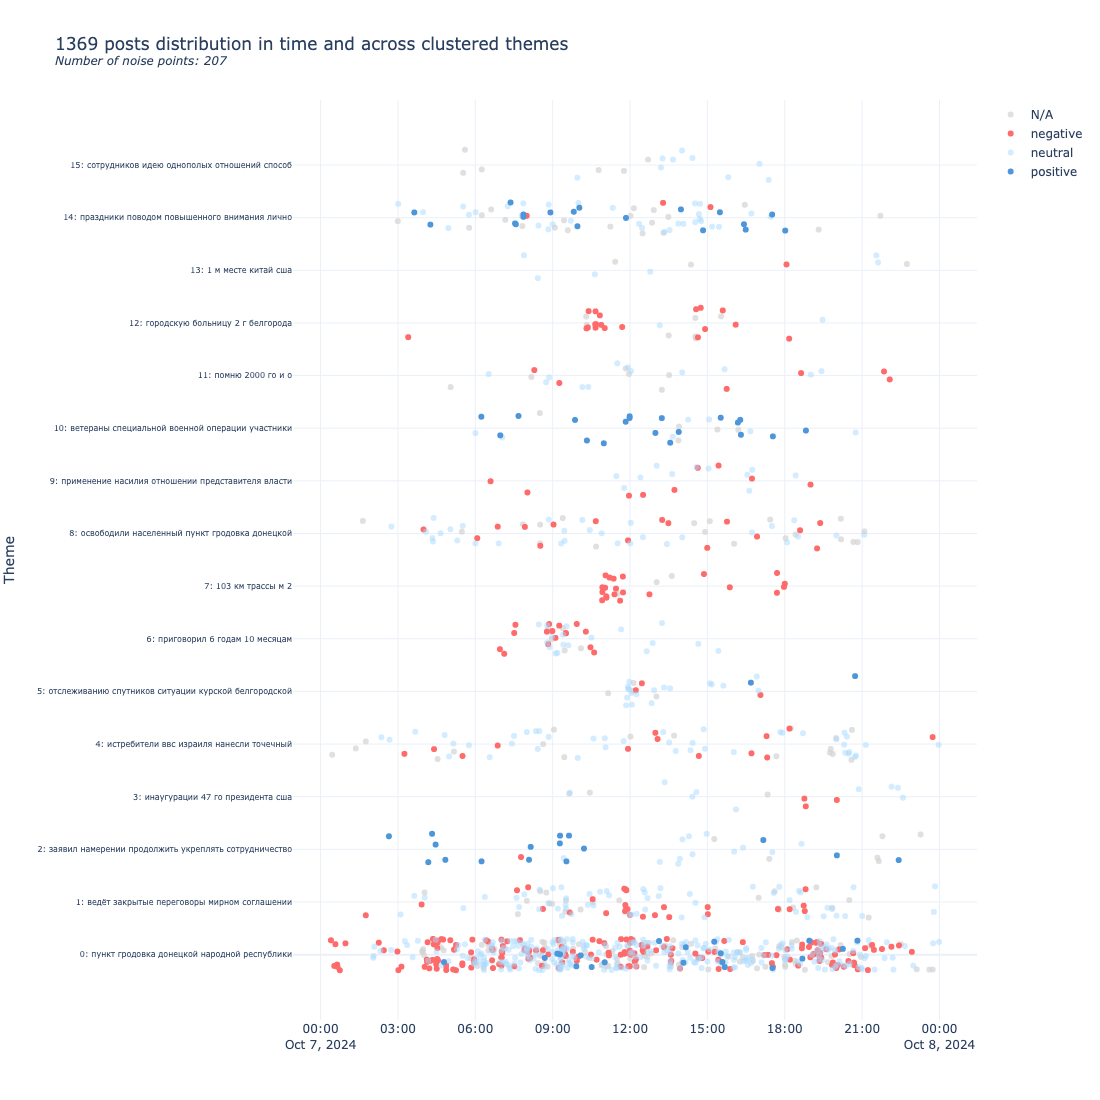 1369 posts distribution in time and across clustered themes
Number of noise points: 207
N/A
negative
neutral
positive
Theme
15: сотрудников идею однополых отношений способ
14: праздники поводом повышенного внимания лично
13: 1 м месте китай сша
12: городскую больницу 2 г белгорода
11: помню 2000 го и о
10: ветераны специальной военной операции участники
9: применение насилия отношении представителя власти
8: освободили населенный пункт гродовка донецкой
7: 103 км трассы м 2
6: приговорил 6 годам 10 месяцам
5: отслеживанию спутников ситуации курской белгородской
4: истребители ввс израиля нанесли точечный
3: инаугурации 47 го президента сша
2: заявил намерении продолжить укреплять сотрудничество
1: ведёт закрытые переговоры мирном соглашении
0: пункт гродовка донецкой народной республики
00:00 03:00 06:00 09:00 12:00 15:00 18:00 21:00 00:00
Oct 7, 2024 Oct 8, 2024